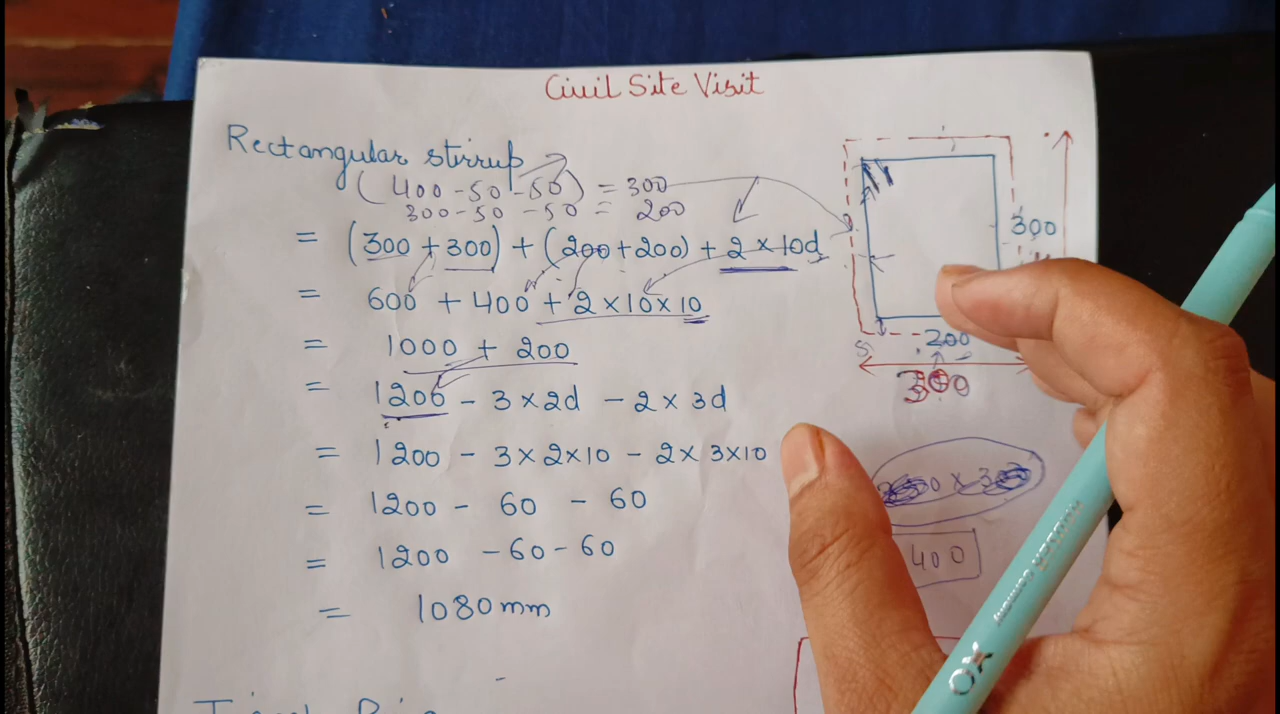 Civil Site Visit
Rectangular stirrup
(400 - 50 - 50) = 300
300 - 50 - 50 = 200
= (300 + 300) + (200 + 200) + 2 × 10d
= 600 + 400 + 2 × 10 × 10
= 1000 + 200
= 1200 - 3 × 2d - 2 × 3d
= 1200 - 3 × 2 × 10 - 2 × 3 × 10
= 1200 - 60 - 60
= 1200 - 60 - 60
= 1080 mm
300
200
300
400
OX